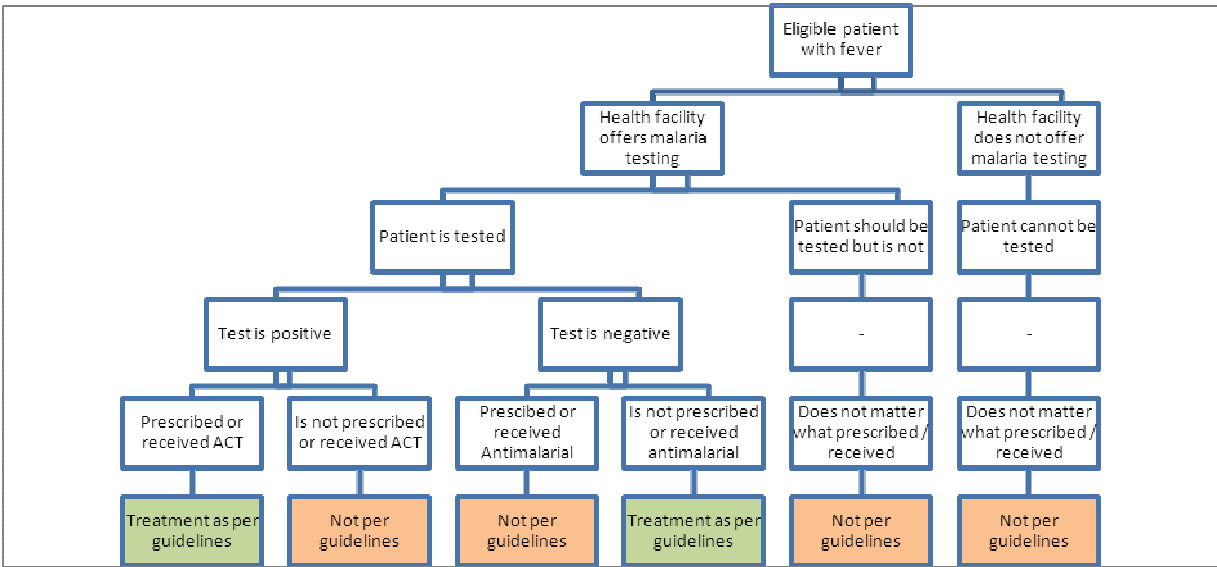 Eligible patient
with fever
Health facility
offers malaria
testing
Health facility
does not offer
malaria testing
Patient is tested
Patient should be
tested but is not
Patient cannot be
tested
Test is positive
Test is negative
-
-
Prescribed or
received ACT
Is not prescribed
or received ACT
Prescibed or
received
Antimalarial
Is not prescribed
or received
antimalarial
Does not matter
what prescribed /
received
Does not matter
what prescribed /
received
Treatment as per
guidelines
Not per
guidelines
Not per
guidelines
Treatment as per
guidelines
Not per
guidelines
Not per
guidelines